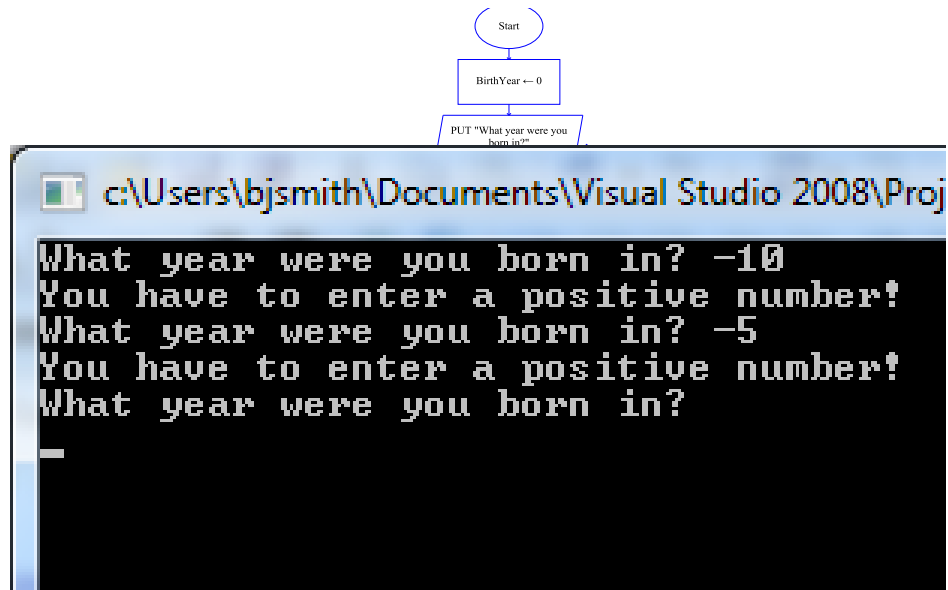 Start
BirthYear ← 0
PUT "What year were you
born in?"
c:\Users\bjsmith\Documents\Visual Studio 2008\Proj
What year were you born in? -10
You have to enter a positive number!
What year were you born in? -5
You have to enter a positive number!
What year were you born in?